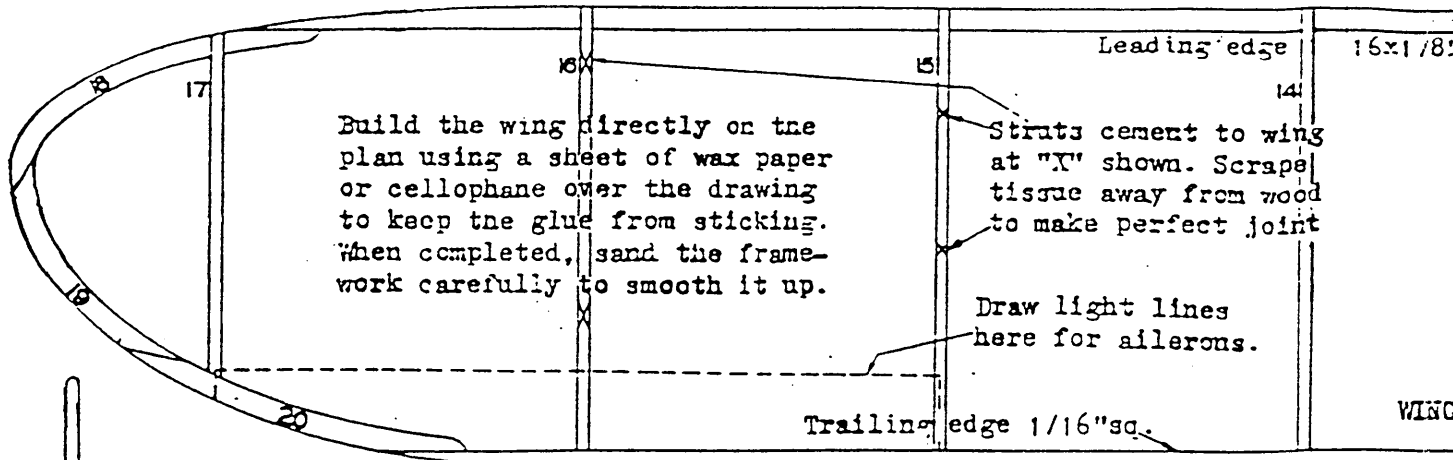 Leading edge 16x1/8
18
17
16
15
14
Build the wing directly on the
plan using a sheet of wax paper
or cellophane over the drawing
to keep the glue from sticking.
When completed, sand the frame-
work carefully to smooth it up.
Struts cement to wing
at "X" shown. Scrape
tissue away from wood
to make perfect joint
19
Draw light lines
here for ailerons.
20
Trailing edge 1/16"sq.
WING